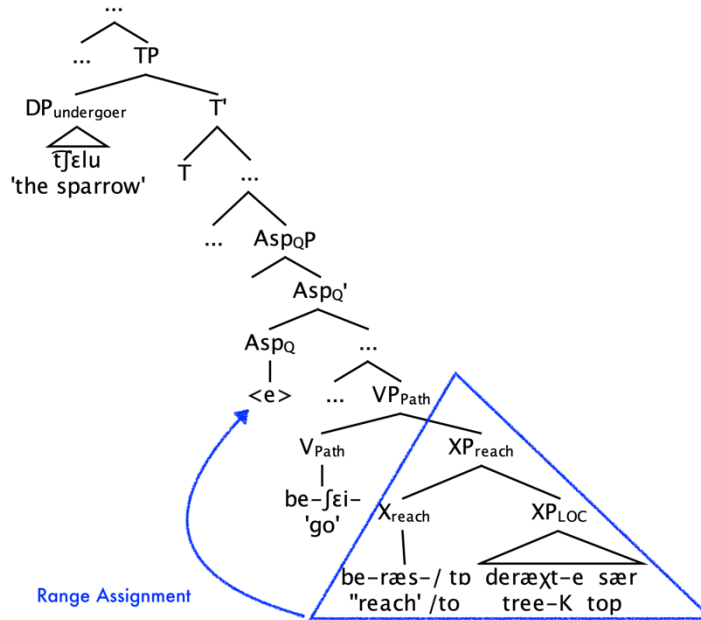 ...
... TP
DPundergoer T'
t͡ʃɛlu T ...
'the sparrow'
... AspQP
AspQ'
AspQ ...
<e> ... VPPath
VPath XPreach
be-ʃɛi- Xreach XPLOC
'go'
be-ræs-/ tɒ deræχt-e sær
"reach' /to tree-K top
Range Assignment